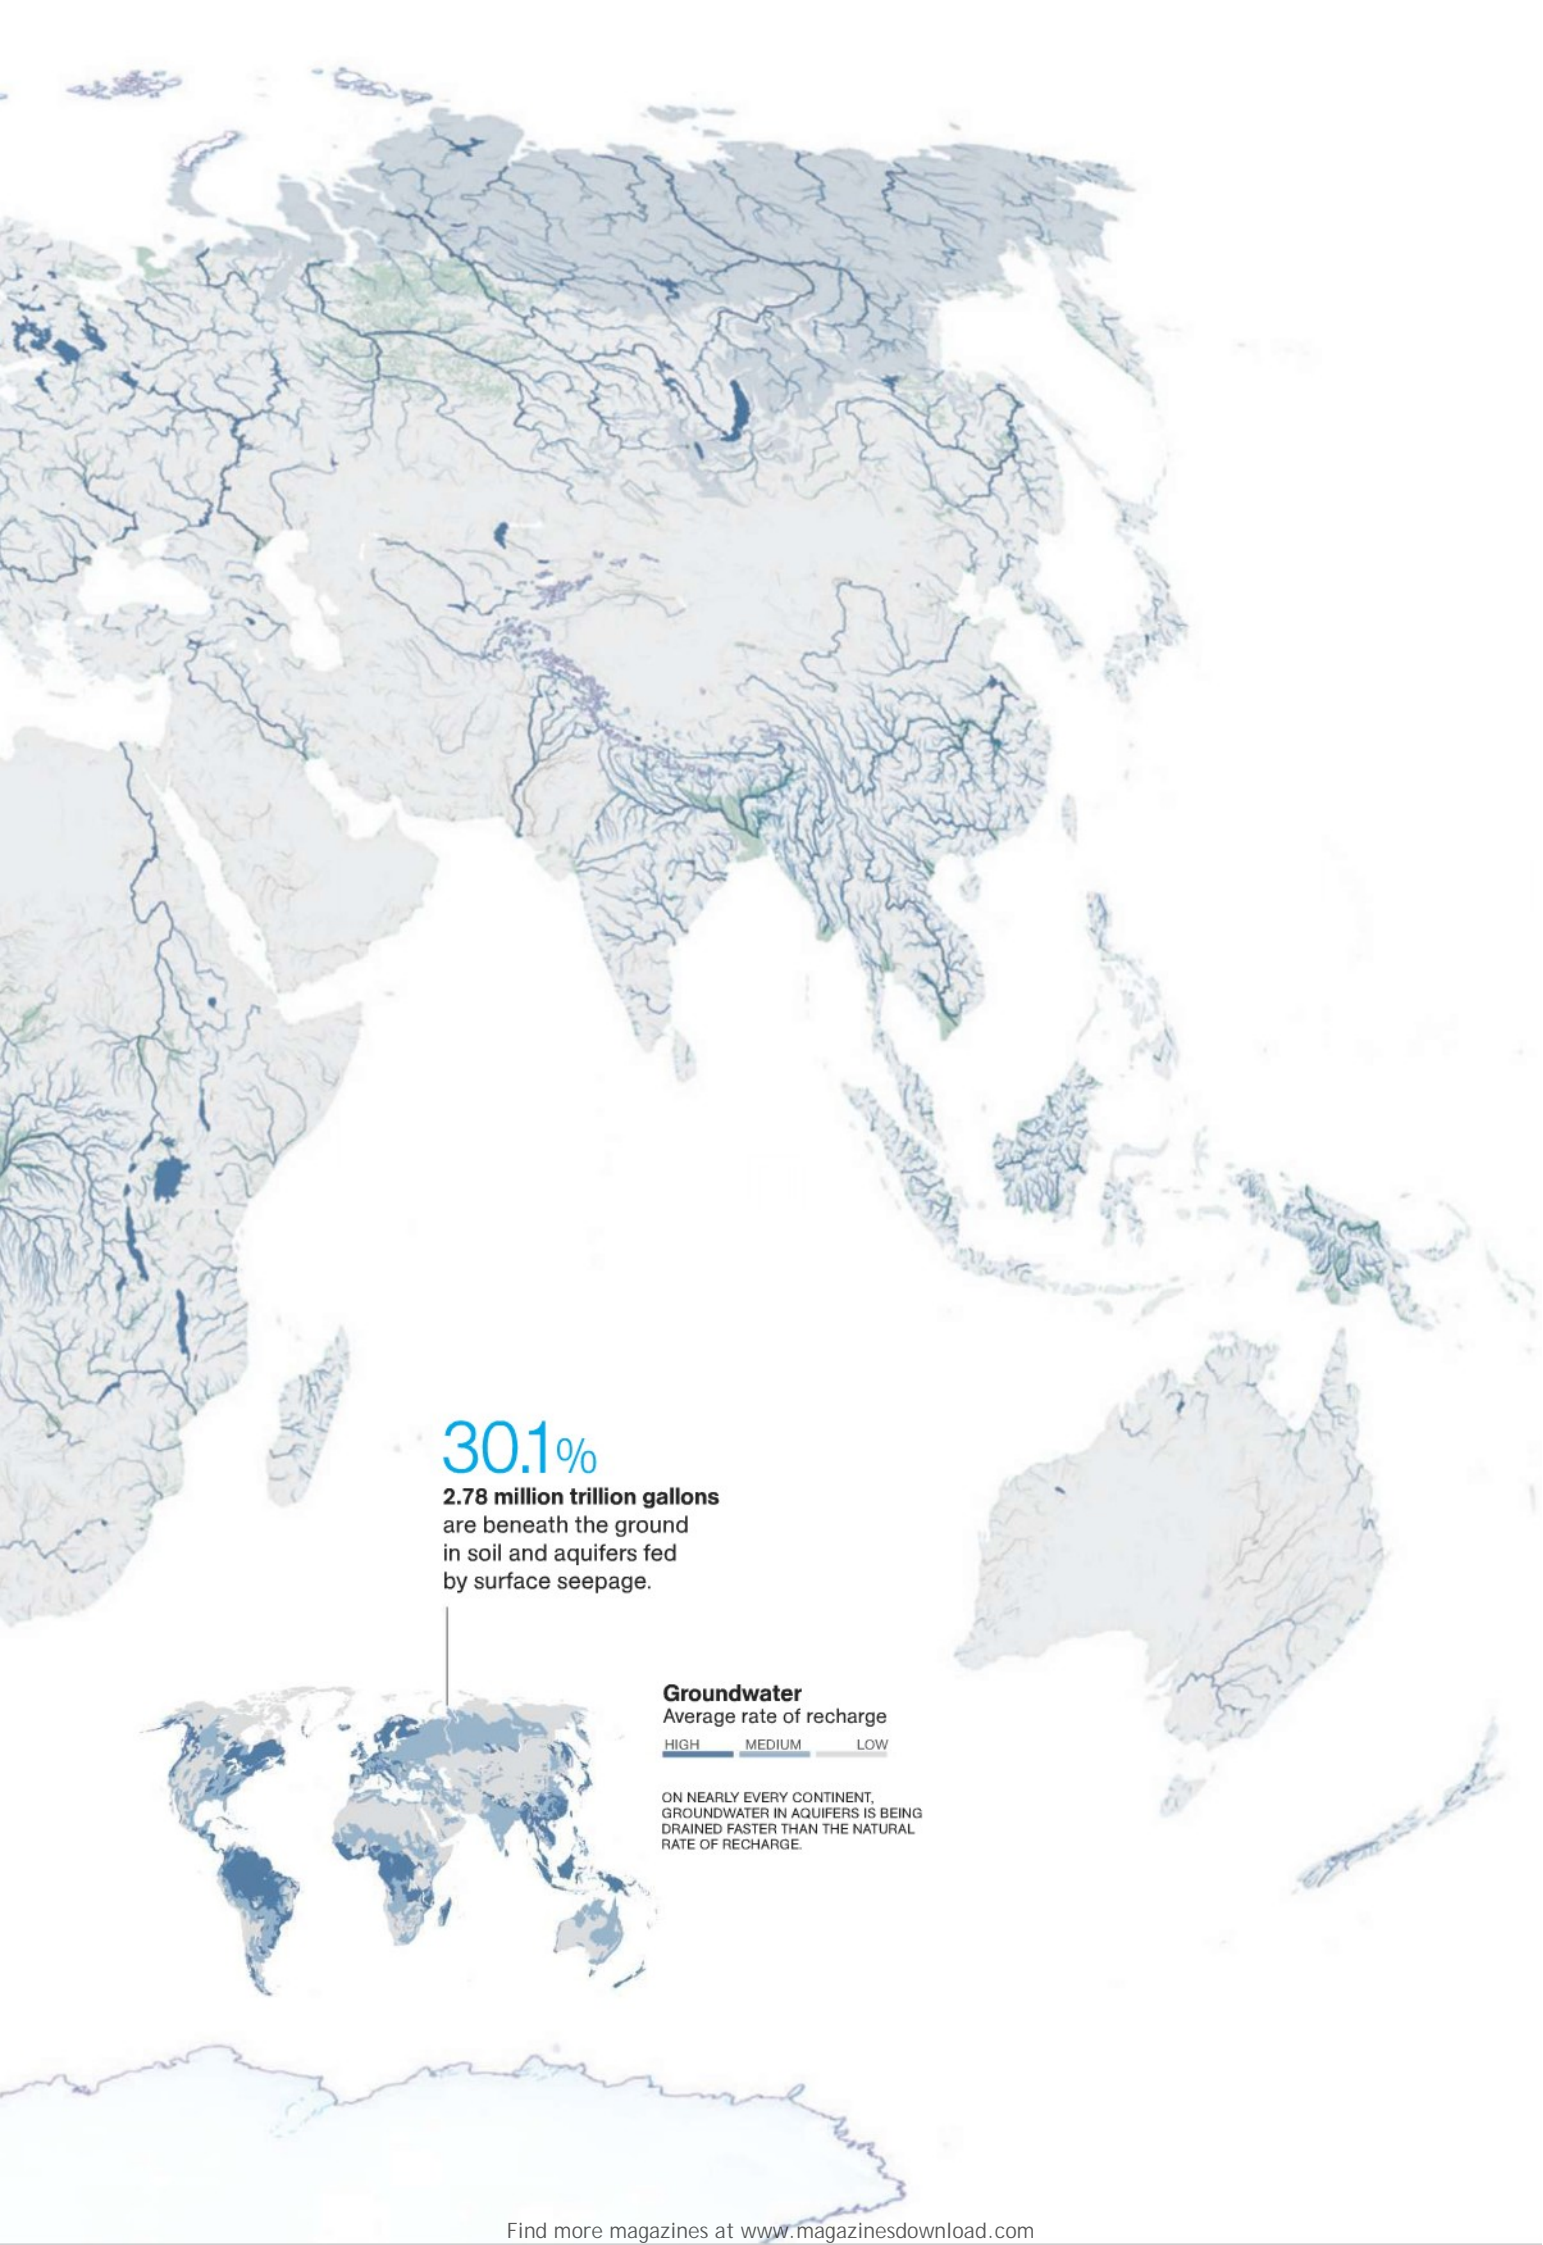 30.1%
2.78 million trillion gallons
are beneath the ground
in soil and aquifers fed
by surface seepage.
Groundwater
Average rate of recharge
HIGH MEDIUM LOW
ON NEARLY EVERY CONTINENT,
GROUNDWATER IN AQUIFERS IS BEING
DRAINED FASTER THAN THE NATURAL
RATE OF RECHARGE.
Find more magazines at www.magazinesdownload.com